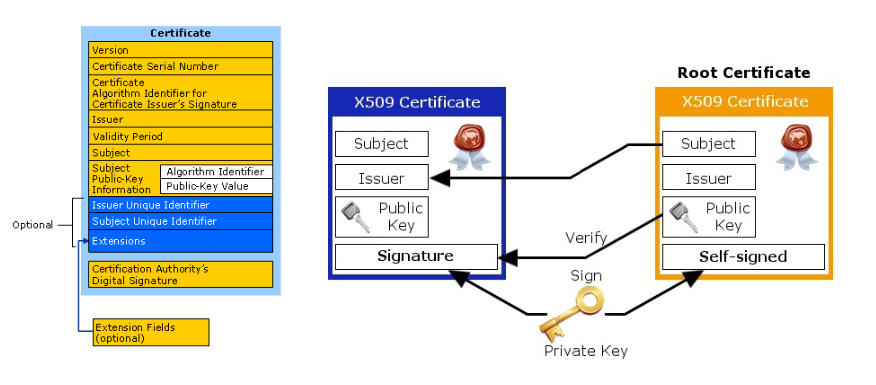 Certificate
Version
Certificate Serial Number
Certificate
Algorithm Identifier for
Certificate Issuer's Signature
Issuer
Validity Period
Subject
Subject
Public-Key
Information
Algorithm Identifier
Public-Key Value
Optional
Issuer Unique Identifier
Subject Unique Identifier
Extensions
Certification Authority's
Digital Signature
Extension Fields
(optional)
X509 Certificate
Subject
Issuer
Public
Key
Signature
Root Certificate
X509 Certificate
Subject
Issuer
Public
Key
Self-signed
Verify
Sign
Private Key